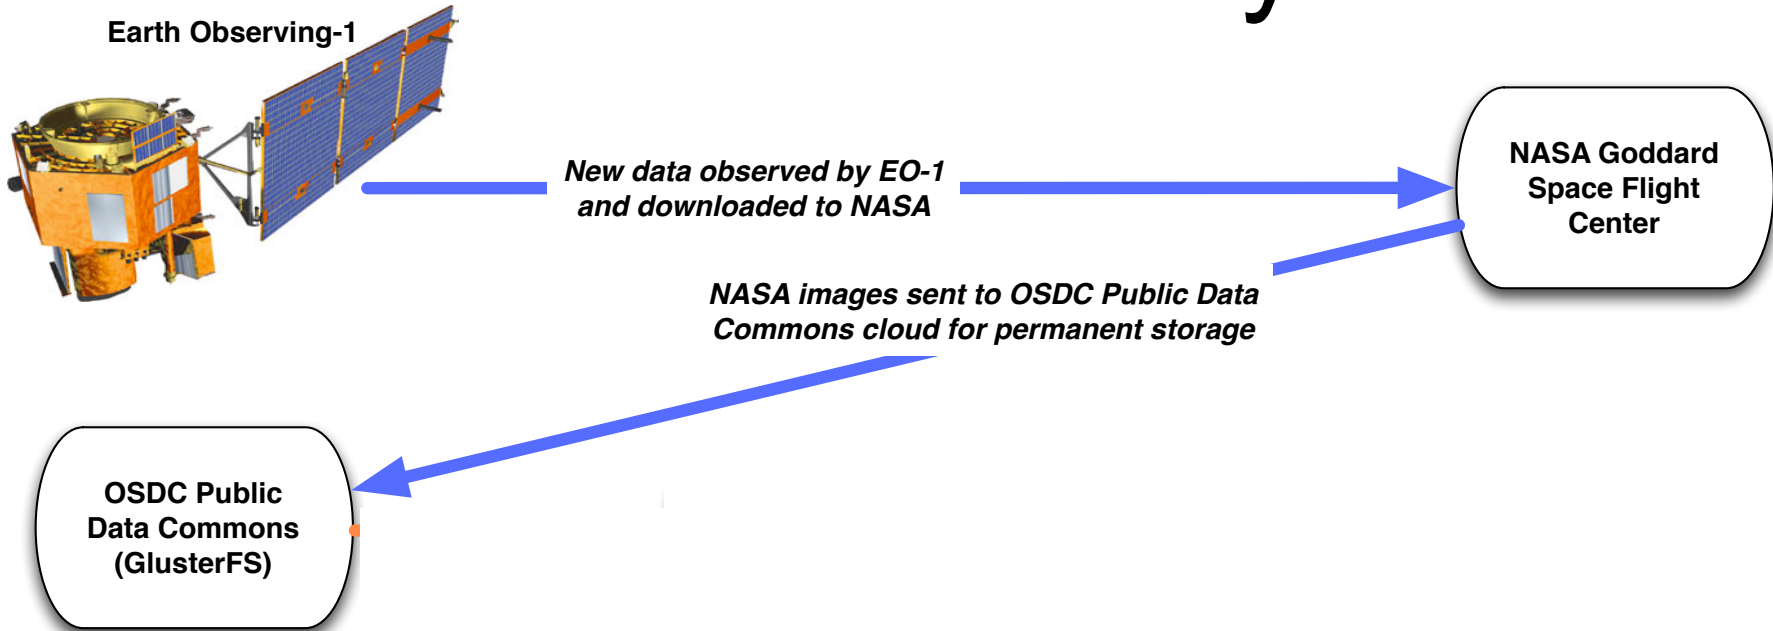 Earth Observing-1
New data observed by EO-1
and downloaded to NASA
NASA Goddard
Space Flight
Center
NASA images sent to OSDC Public Data
Commons cloud for permanent storage
OSDC Public
Data Commons
(GlusterFS)